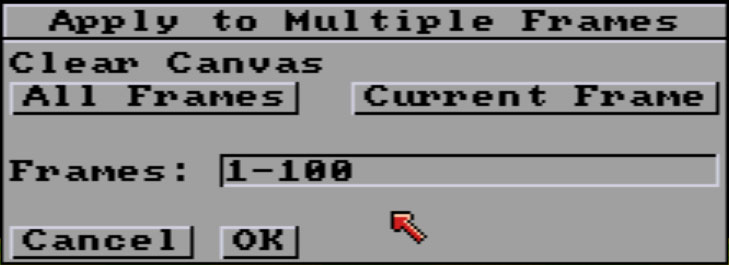 Apply to Multiple Frames
Clear Canvas
All Frames Current Frame
Frames: 1-100
Cancel OK